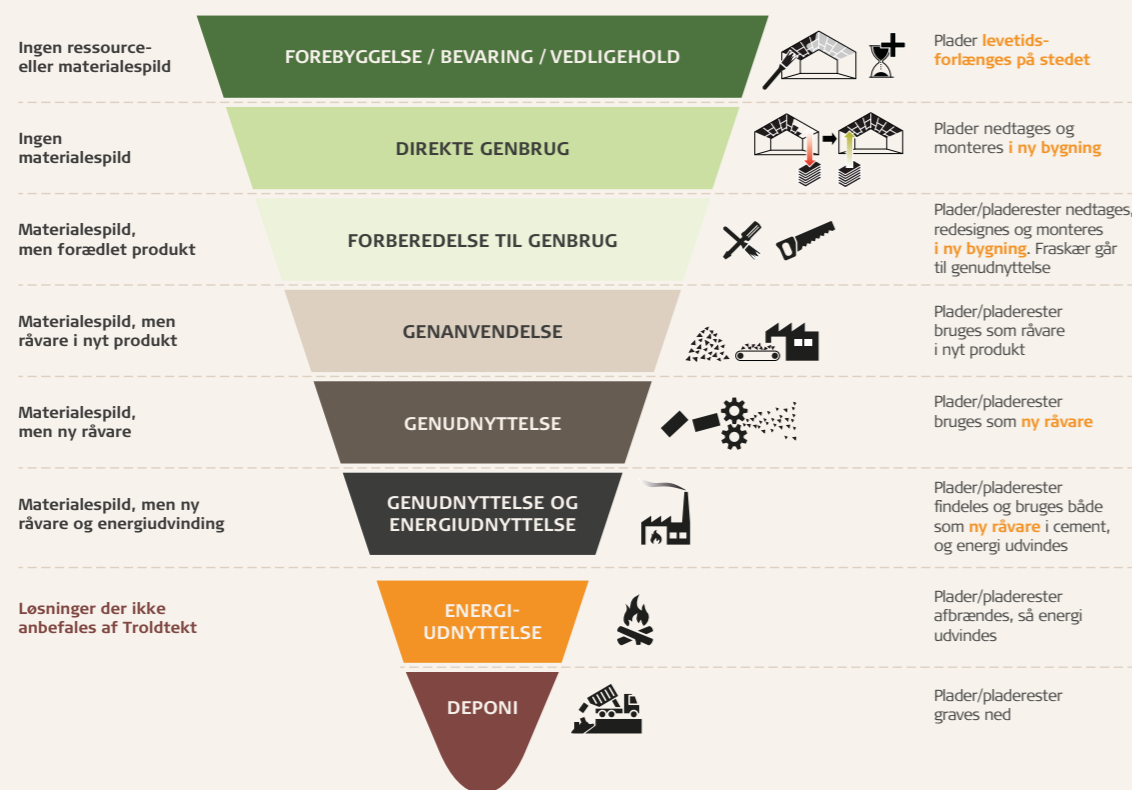 Ingen ressource-
eller materialespild
FOREBYGGELSE / BEVARING / VEDLIGEHOLD
Plader levetids-
forlænges på stedet
Ingen
materialespild
DIREKTE GENBRUG
Plader nedtages og
monteres i ny bygning
Materialespild,
men forædlet produkt
FORBEREDELSE TIL GENBRUG
Plader/pladerester nedtages,
redesignes og monteres
i ny bygning. Fraskær går
til genudnyttelse
Materialespild, men
råvare i nyt produkt
GENANVENDELSE
Plader/pladerester
bruges som råvare
i nyt produkt
Materialespild,
men ny råvare
GENUDNYTTELSE
Plader/pladerester
bruges som ny råvare
Materialespild, men ny
råvare og energiudvinding
GENUDNYTTELSE OG
ENERGIUDNYTTELSE
Plader/pladerester
findeles og bruges både
som ny råvare i cement,
og energi udvindes
Løsninger der ikke
anbefales af Troldtekt
ENERGI-
UDNYTTELSE
Plader/pladerester
afbrændes, så energi
udvindes
DEPONI
Plader/pladerester
graves ned